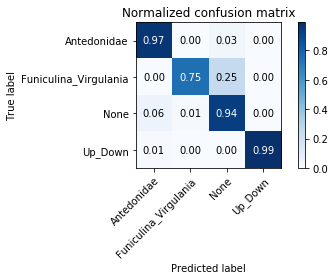 Normalized confusion matrix
True label
Antedonidae 0.97 0.00 0.03 0.00
Funiculina_Virgulania 0.00 0.75 0.25 0.00
None 0.06 0.01 0.94 0.00
Up_Down 0.01 0.00 0.00 0.99
Antedonidae
Funiculina_Virgulania
None
Up_Down
Predicted label
0.8
0.6
0.4
0.2
0.0